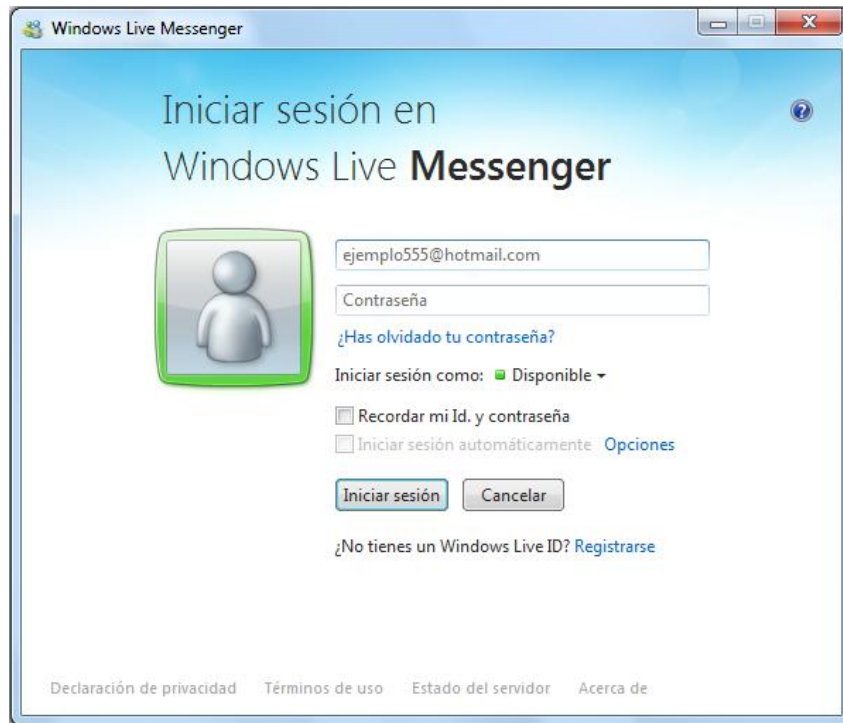 Windows Live Messenger
Iniciar sesión en
Windows Live Messenger
ejemplo555@hotmail.com
Contraseña
¿Has olvidado tu contraseña?
Iniciar sesión como: Disponible
Recordar mi Id. y contraseña
Iniciar sesión automáticamente Opciones
Iniciar sesión Cancelar
¿No tienes un Windows Live ID? Registrarse
Declaración de privacidad Términos de uso Estado del servidor Acerca de